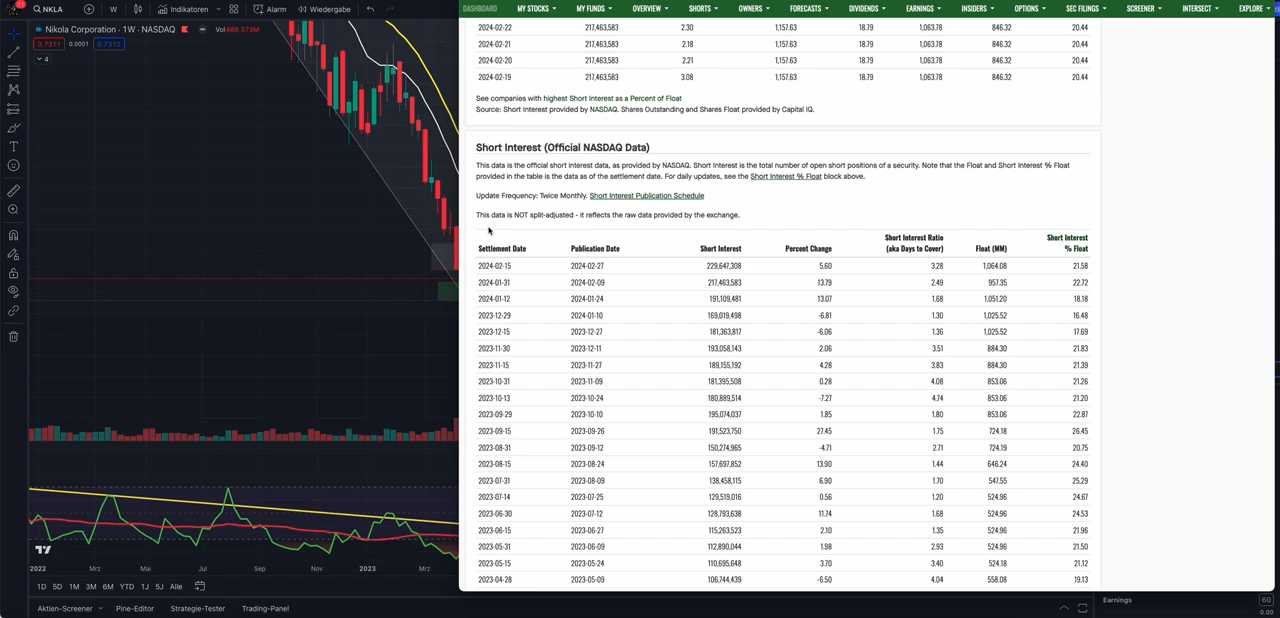 11
NKLA
W
Indikatoren
Alarm
Wiedergabe
Nikola Corporation · 1W · NASDAQ
Vol 489.373M
0.7311 0.0001 0.7312
4
2022 Mrz Mai Jul Sep Nov 2023 Mrz
1D 5D 1M 3M 6M YTD 1J 5J Alle
Aktien-Screener Pine-Editor Strategie-Tester Trading-Panel
DASHBOARD MY STOCKS MY FUNDS OVERVIEW SHORTS OWNERS FORECASTS DIVIDENDS EARNINGS INSIDERS OPTIONS SEC FILINGS SCREENER INTERSECT EXPLORE
2024-02-22 217,463,583 2.30 1,157.63 18.79 1,063.78 846.32 20.44
2024-02-21 217,463,583 2.18 1,157.63 18.79 1,063.78 846.32 20.44
2024-02-20 217,463,583 2.21 1,157.63 18.79 1,063.78 846.32 20.44
2024-02-19 217,463,583 3.08 1,157.63 18.79 1,063.78 846.32 20.44
See companies with highest Short Interest as a Percent of Float
Source: Short Interest provided by NASDAQ. Shares Outstanding and Shares Float provided by Capital IQ.
Short Interest (Official NASDAQ Data)
This data is the official short interest data, as provided by NASDAQ. Short Interest is the total number of open short positions of a security. Note that the Float and Short Interest % Float
provided in the table is the data as of the settlement date. For daily updates, see the Short Interest % Float block above.
Update Frequency: Twice Monthly. Short Interest Publication Schedule
This data is NOT split-adjusted - it reflects the raw data provided by the exchange.
Short Interest Ratio Short Interest
Settlement Date Publication Date Short Interest Percent Change (aka Days to Cover) Float (MM) % Float
2024-02-15 2024-02-27 229,647,308 5.60 3.28 1,064.08 21.58
2024-01-31 2024-02-09 217,463,583 13.79 2.49 957.35 22.72
2024-01-12 2024-01-24 191,109,481 13.07 1.68 1,051.20 18.18
2023-12-29 2024-01-10 169,019,498 -6.81 1.30 1,025.52 16.48
2023-12-15 2023-12-27 181,363,817 -6.06 1.36 1,025.52 17.69
2023-11-30 2023-12-11 193,058,143 2.06 3.51 884.30 21.83
2023-11-15 2023-11-27 189,155,192 4.28 3.83 884.30 21.39
2023-10-31 2023-11-09 181,395,508 0.28 4.08 853.06 21.26
2023-10-13 2023-10-24 180,889,514 -7.27 4.74 853.06 21.20
2023-09-29 2023-10-10 195,074,037 1.85 1.80 853.06 22.87
2023-09-15 2023-09-26 191,523,750 27.45 1.75 724.18 26.45
2023-08-31 2023-09-12 150,274,965 -4.71 2.71 724.19 20.75
2023-08-15 2023-08-24 157,697,852 13.90 1.44 646.24 24.40
2023-07-31 2023-08-09 138,458,115 6.90 1.70 547.55 25.29
2023-07-14 2023-07-25 129,519,016 0.56 1.20 524.96 24.67
2023-06-30 2023-07-12 128,793,638 11.74 1.68 524.96 24.53
2023-06-15 2023-06-27 115,263,523 2.10 1.35 524.96 21.96
2023-05-31 2023-06-09 112,890,044 1.98 2.93 524.96 21.50
2023-05-15 2023-05-24 110,695,648 3.70 3.40 524.18 21.12
2023-04-28 2023-05-09 106,744,439 -6.50 4.04 558.08 19.13
Earnings 60
0.00